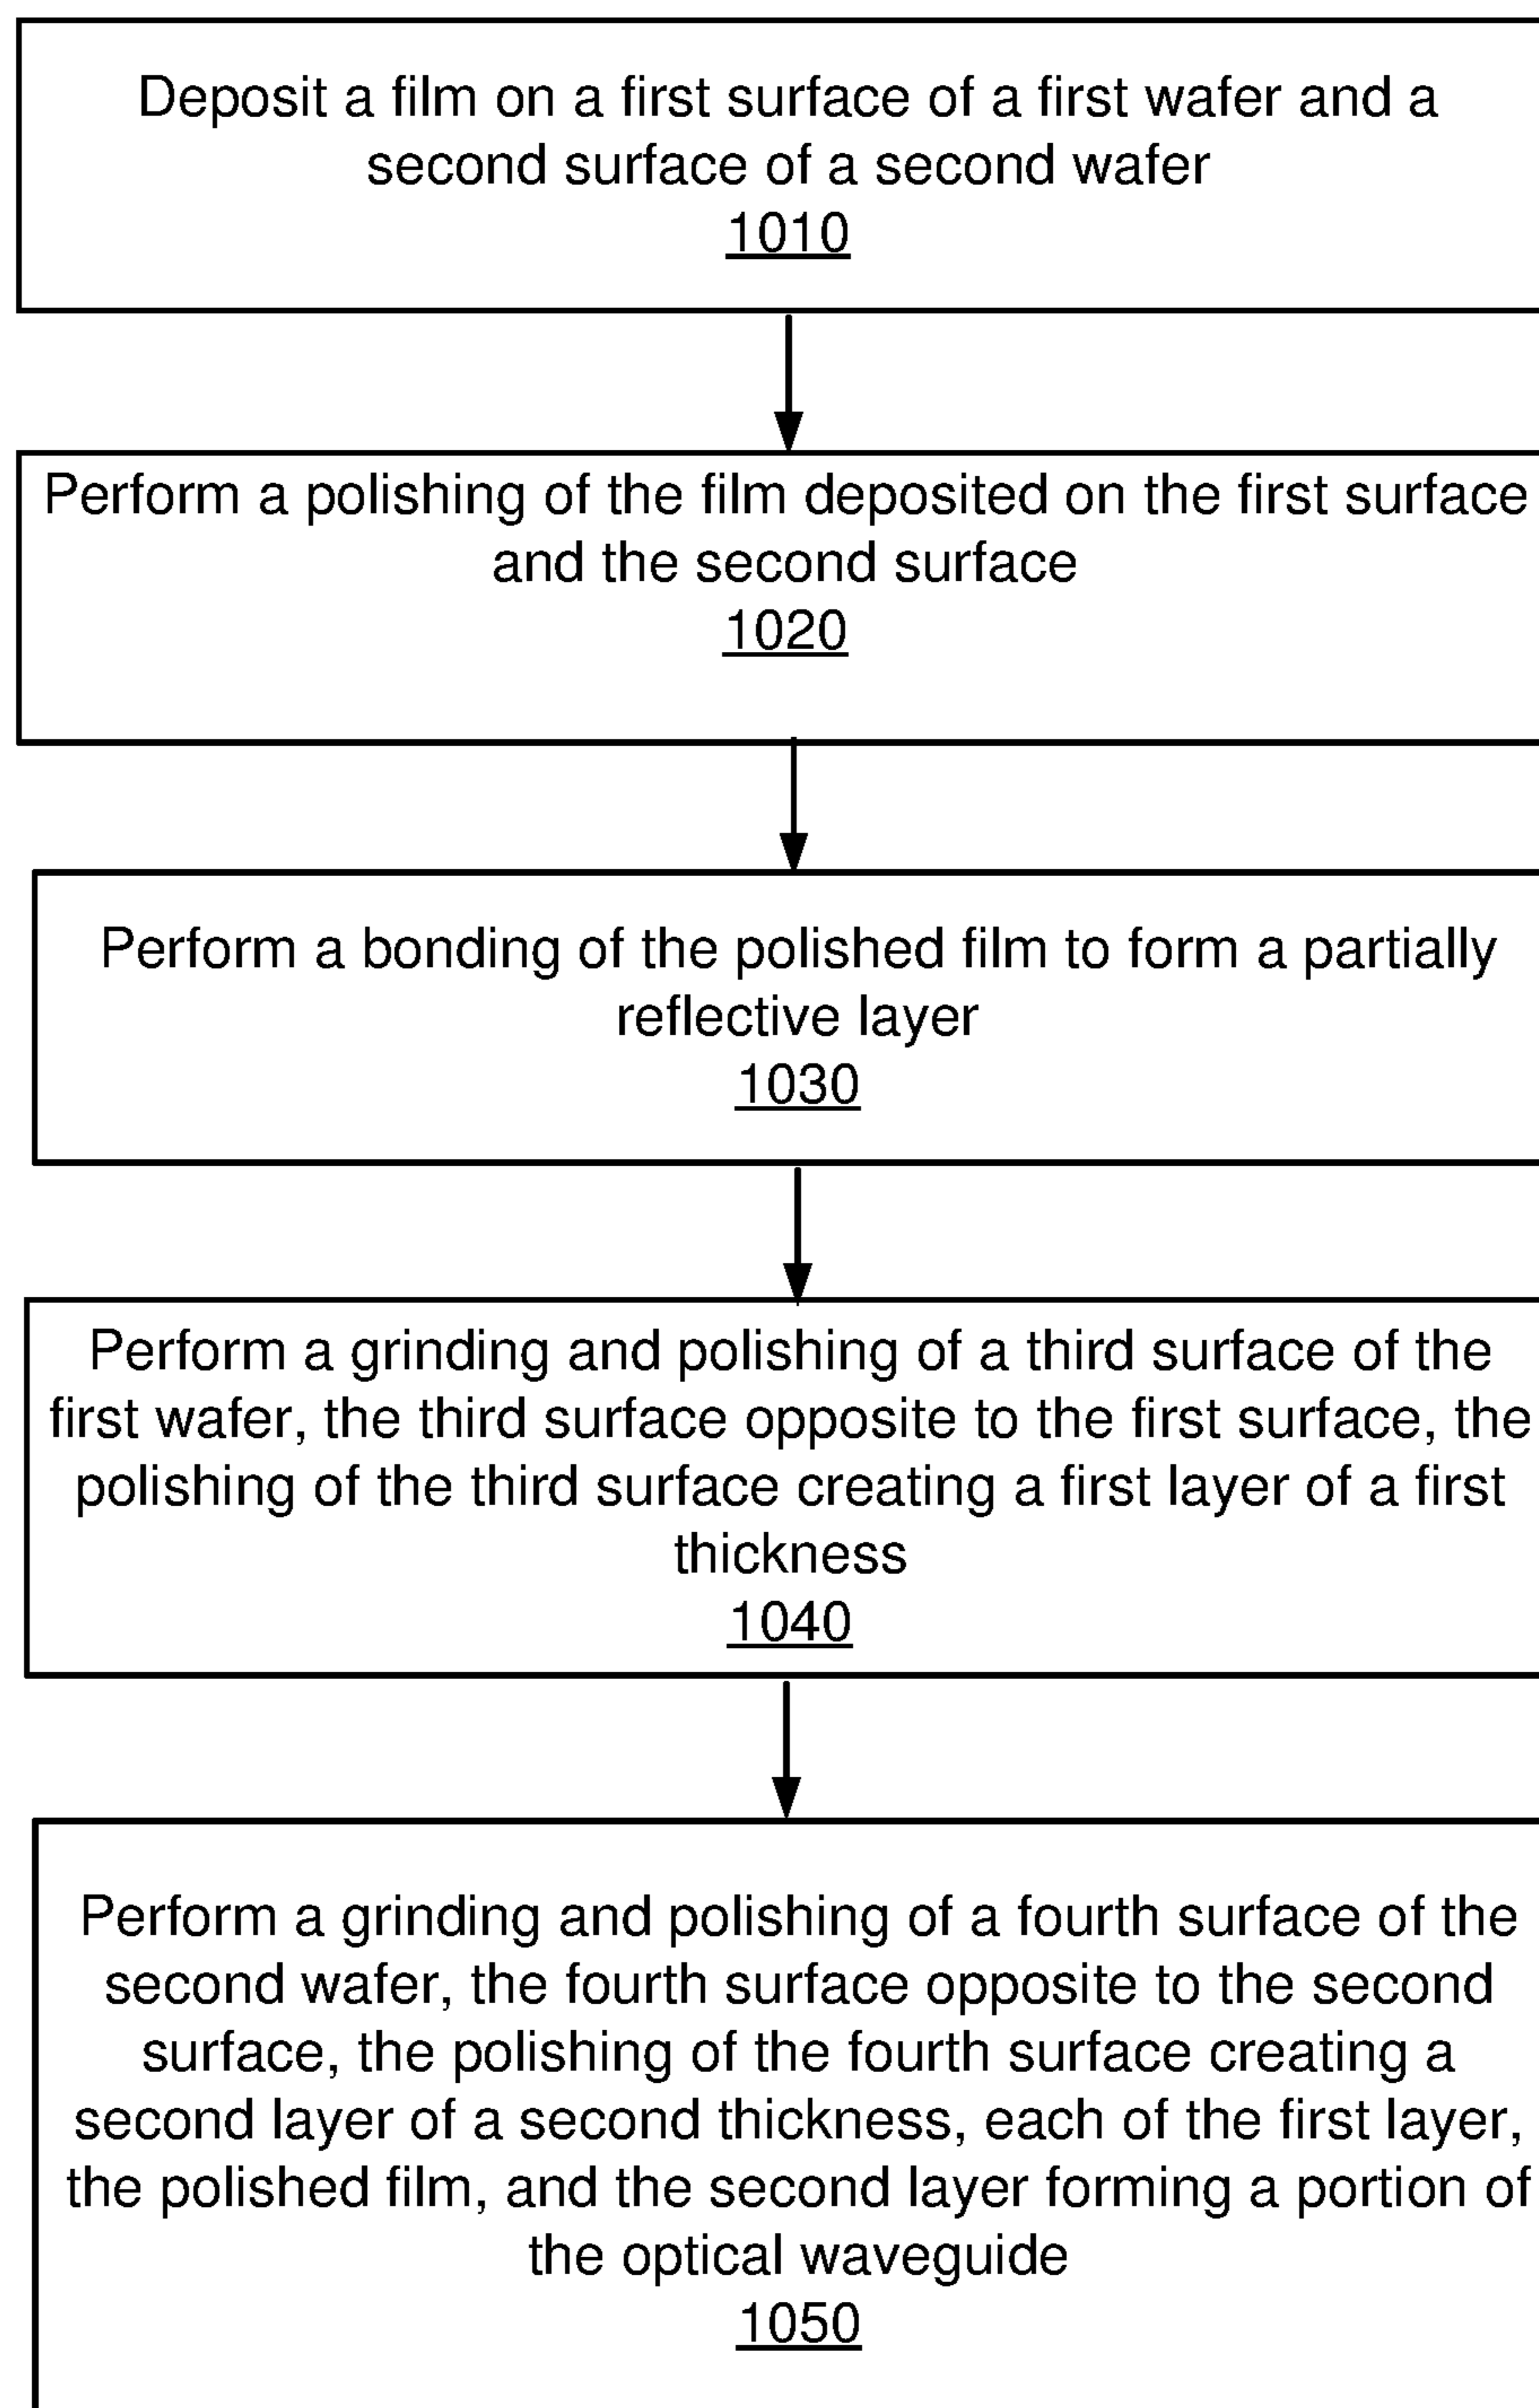 Deposit a film on a first surface of a first wafer and a
second surface of a second wafer
1010
Perform a polishing of the film deposited on the first surface
and the second surface
1020
Perform a bonding of the polished film to form a partially
reflective layer
1030
Perform a grinding and polishing of a third surface of the
first wafer, the third surface opposite to the first surface, the
polishing of the third surface creating a first layer of a first
thickness
1040
Perform a grinding and polishing of a fourth surface of the
second wafer, the fourth surface opposite to the second
surface, the polishing of the fourth surface creating a
second layer of a second thickness, each of the first layer,
the polished film, and the second layer forming a portion of
the optical waveguide
1050